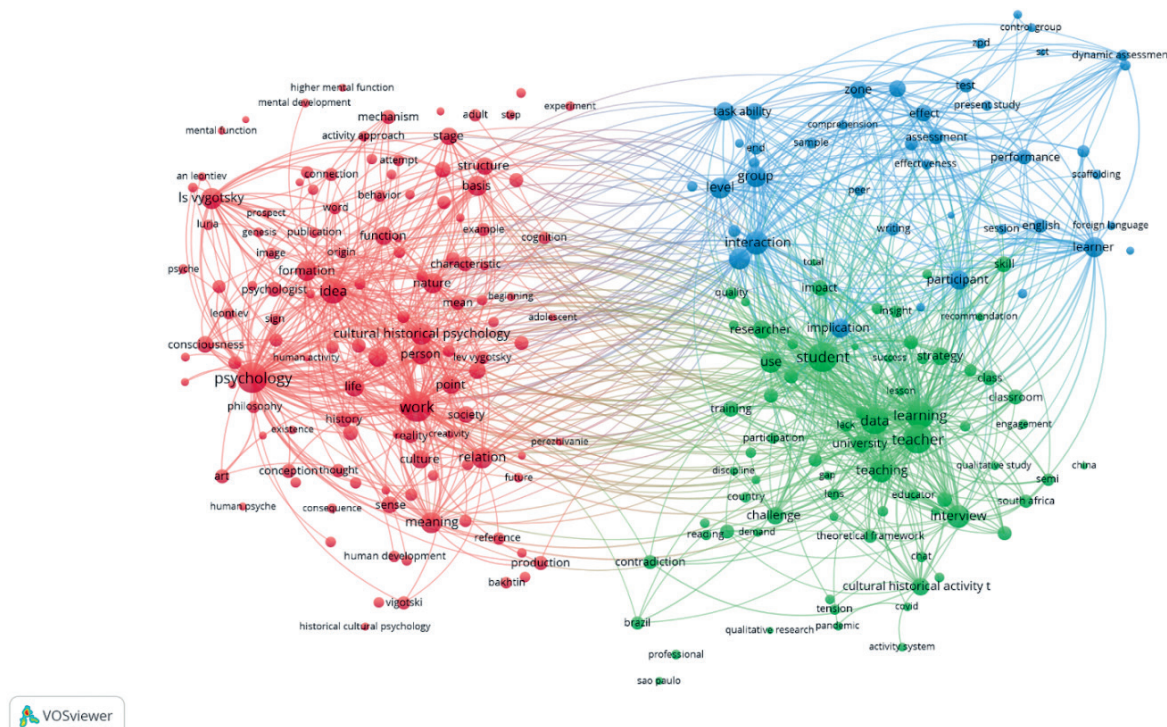 control group
zpd
spt
dynamic assessment
higher mental function
mental development
experiment
zone
test
mechanism
adult
step
task ability
effect
present study
mental function
activity approach
stage
comprehension
assessment
end
sample
attempt
structure
group
effectiveness
performance
an leontiev
connection
basis
level
peer
scaffolding
ls vygotsky
behavior
word
prospect
luria
genesis
publication
function
example
cognition
writing
session
english
foreign language
image
origin
interaction
learner
psyche
formation
characteristic
total
skill
psychologist
idea
nature
mean
beginning
quality
impact
participant
leontiev
sign
adolescent
insight
recommendation
cultural historical psychology
researcher
implication
consciousness
human activity
person
lev vygotsky
use
student
success
strategy
psychology
life
point
lesson
class
philosophy
work
society
training
data
learning
classroom
history
existence
reality
creativity
perezhivanie
participation
lack
university
teacher
engagement
culture
relation
art
conception
thought
future
discipline
gap
teaching
qualitative study
china
human psyche
consequence
sense
country
lens
educator
semi
south africa
meaning
reference
challenge
interview
human development
production
reading
demand
theoretical framework
bakhtin
contradiction
chat
cultural historical activity t
vigotski
tension
covid
historical cultural psychology
brazil
qualitative research
pandemic
activity system
professional
sao paulo
VOSviewer